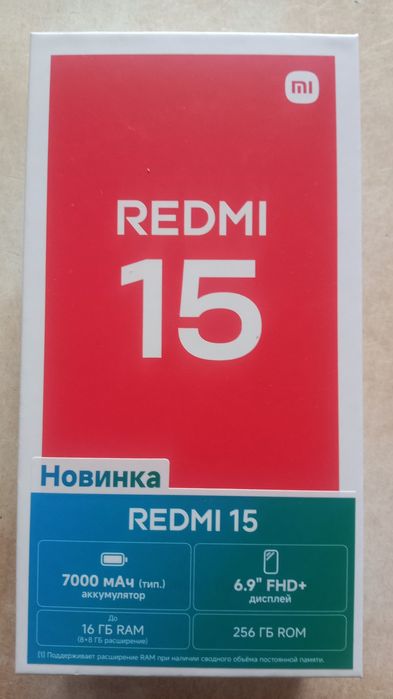 mi
REDMI
15
Новинка
REDMI 15
7000 мАч (тип.)
аккумулятор
6.9" FHD+
дисплей
До
16 ГБ RAM
(8+8 ГБ расширение)
256 ГБ ROM
[1] Поддерживает расширение RAM при наличии сводного объёма постоянной памяти.